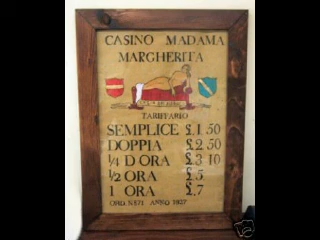 CASINO MADAMA
MARGHERITA
TARIFFARIO
SEMPLICE £.1.50
DOPPIA £.2.50
¼ D'ORA £.3.10
½ ORA £.5
1 ORA £.7
ANNO 1927